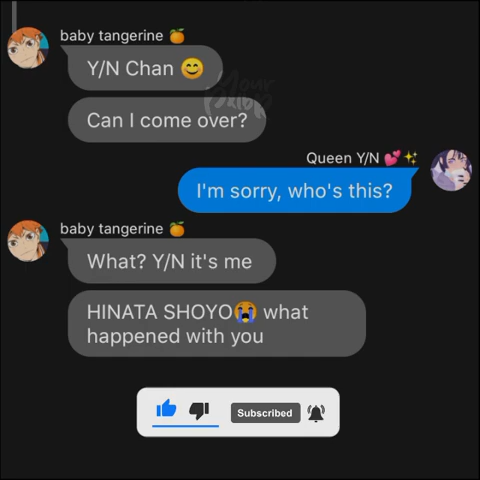 baby tangerine 🍊
Y/N Chan 😊
Can I come over?
Queen Y/N 💕✨
I'm sorry, who's this?
baby tangerine 🍊
What? Y/N it's me
HINATA SHOYO😭 what
happened with you
Subscribed